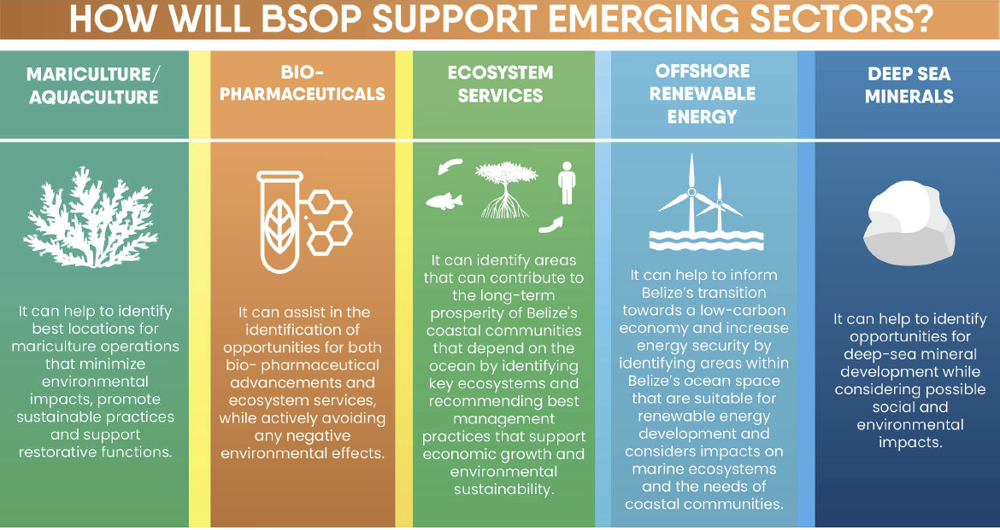 HOW WILL BSOP SUPPORT EMERGING SECTORS?
MARICULTURE/
AQUACULTURE
It can help to identify
best locations for
mariculture operations
that minimize
environmental
impacts, promote
sustainable practices
and support
restorative functions.
BIO-
PHARMACEUTICALS
It can assist in the
identification of
opportunities for both
bio- pharmaceutical
advancements and
ecosystem services,
while actively avoiding
any negative
environmental effects.
ECOSYSTEM
SERVICES
It can identify areas
that can contribute to
the long-term
prosperity of Belize's
coastal communities
that depend on the
ocean by identifying
key ecosystems and
recommending best
management
practices that support
economic growth and
environmental
sustainability.
OFFSHORE
RENEWABLE
ENERGY
It can help to inform
Belize's transition
towards a low-carbon
economy and increase
energy security by
identifying areas within
Belize's ocean space
that are suitable for
renewable energy
development and
considers impacts on
marine ecosystems
and the needs of
coastal communities.
DEEP SEA
MINERALS
It can help to identify
opportunities for
deep-sea mineral
development while
considering possible
social and
environmental
impacts.